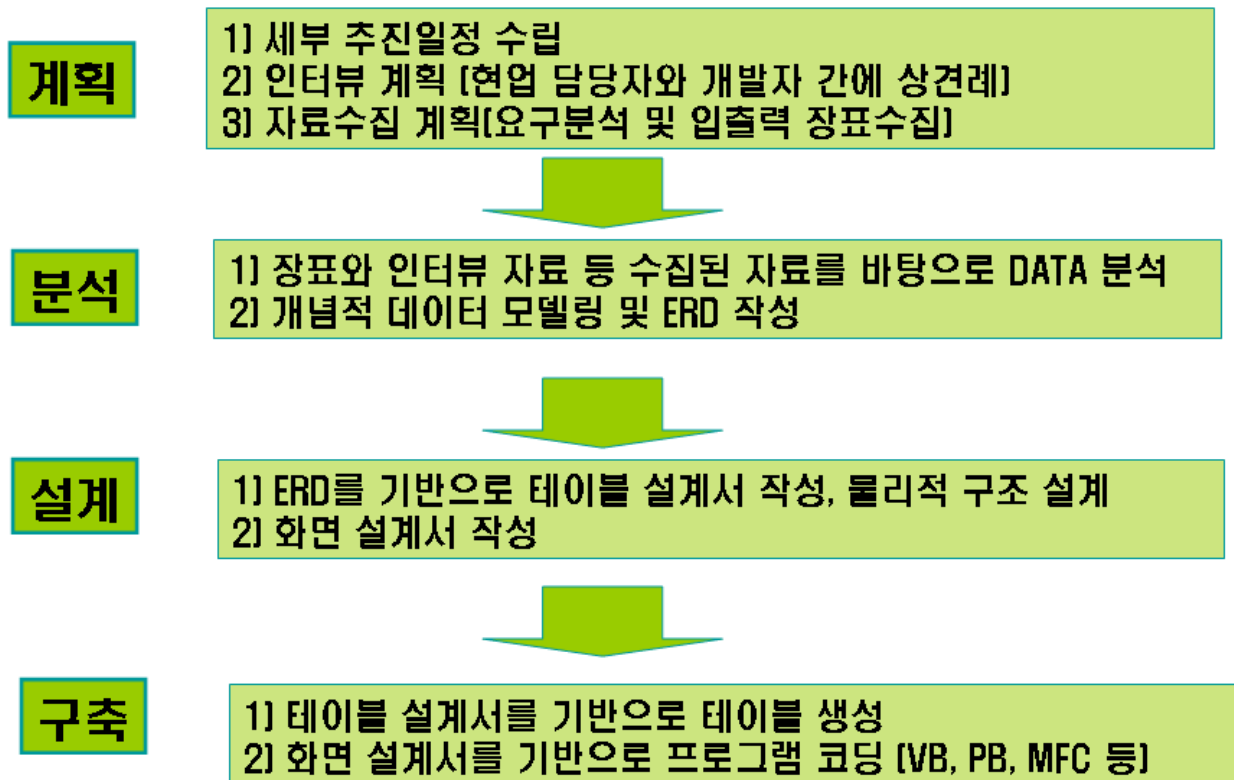 계획
1) 세부 추진일정 수립
2) 인터뷰 계획 (현업 담당자와 개발자 간에 상견례)
3) 자료수집 계획(요구분석 및 입출력 장표수집)
분석
1) 장표와 인터뷰 자료 등 수집된 자료를 바탕으로 DATA 분석
2) 개념적 데이터 모델링 및 ERD 작성
설계
1) ERD를 기반으로 테이블 설계서 작성, 물리적 구조 설계
2) 화면 설계서 작성
구축
1) 테이블 설계서를 기반으로 테이블 생성
2) 화면 설계서를 기반으로 프로그램 코딩 (VB, PB, MFC 등)